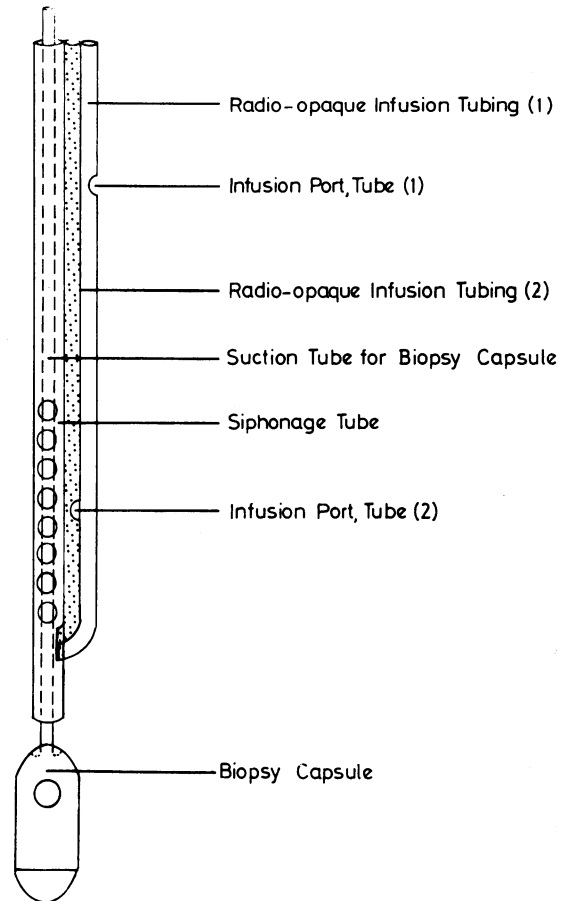 Radio-opaque Infusion Tubing (1)
Infusion Port, Tube (1)
Radio-opaque Infusion Tubing (2)
Suction Tube for Biopsy Capsule
Siphonage Tube
Infusion Port, Tube (2)
Biopsy Capsule